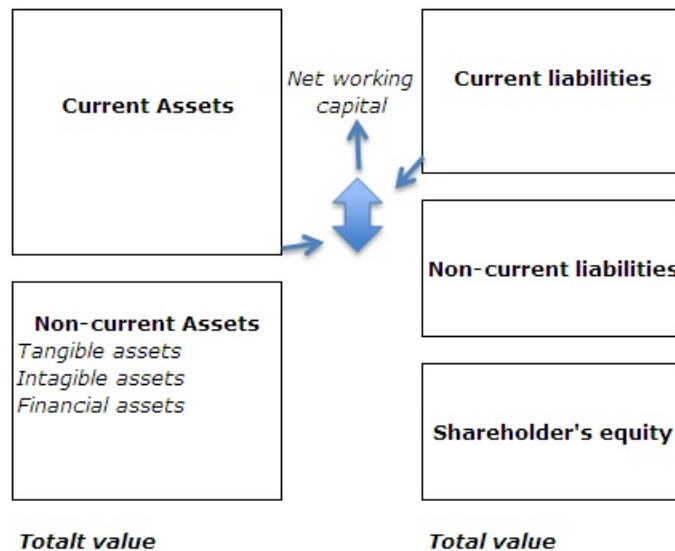 Current Assets
Net working
capital
Current liabilities
Non-current Assets
Tangible assets
Intagible assets
Financial assets
Non-current liabilities
Shareholder's equity
Totalt value
Total value